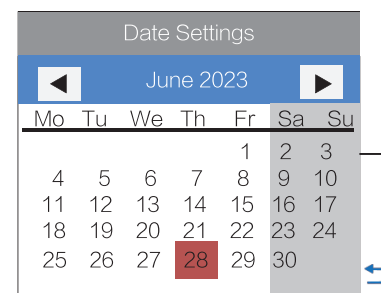 Date Settings
June 2023
Mo Tu We Th Fr Sa Su
1 2 3
4 5 6 7 8 9 10
11 12 13 14 15 16 17
18 19 20 21 22 23 24
25 26 27 28 29 30